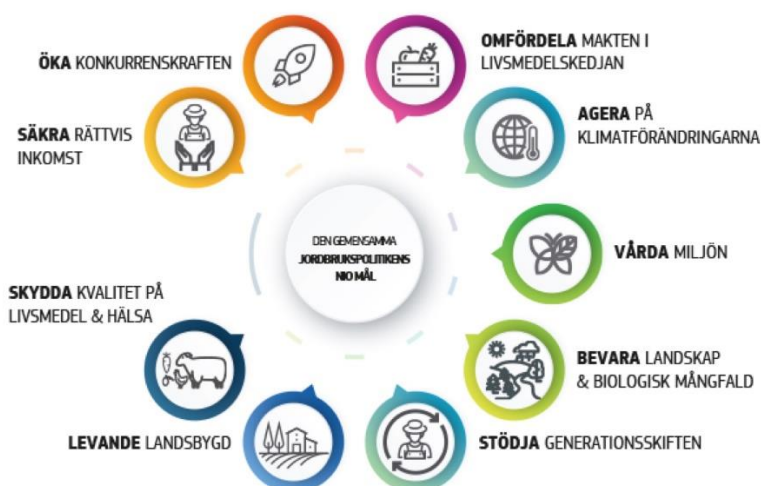 ÖKA KONKURRENSKRAFTEN
OMFÖRDELA MAKTEN I
LIVSMEDELSKEDJAN
SÄKRA RÄTTVIS
INKOMST
AGERA PÅ
KLIMATFÖRÄNDRINGARNA
DEN GEMENSAMMA
JORDBRUKSPOLITIKENS
NIO MÅL
VÅRDA MILJÖN
SKYDDA KVALITET PÅ
LIVSMEDEL & HÄLSA
BEVARA LANDSKAP
& BIOLOGISK MÅNGFALD
LEVANDE LANDSBYGD
STÖDJA GENERATIONSSKIFTEN